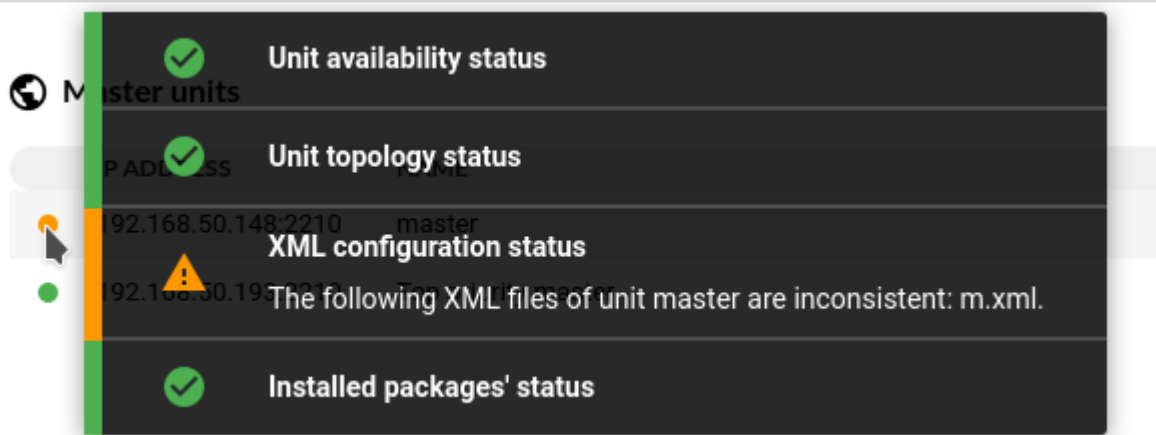 Unit availability status
Master units
Unit topology status
IP ADDRESS NAME
192.168.50.148:2210 master
XML configuration status
The following XML files of unit master are inconsistent: m.xml.
Installed packages' status